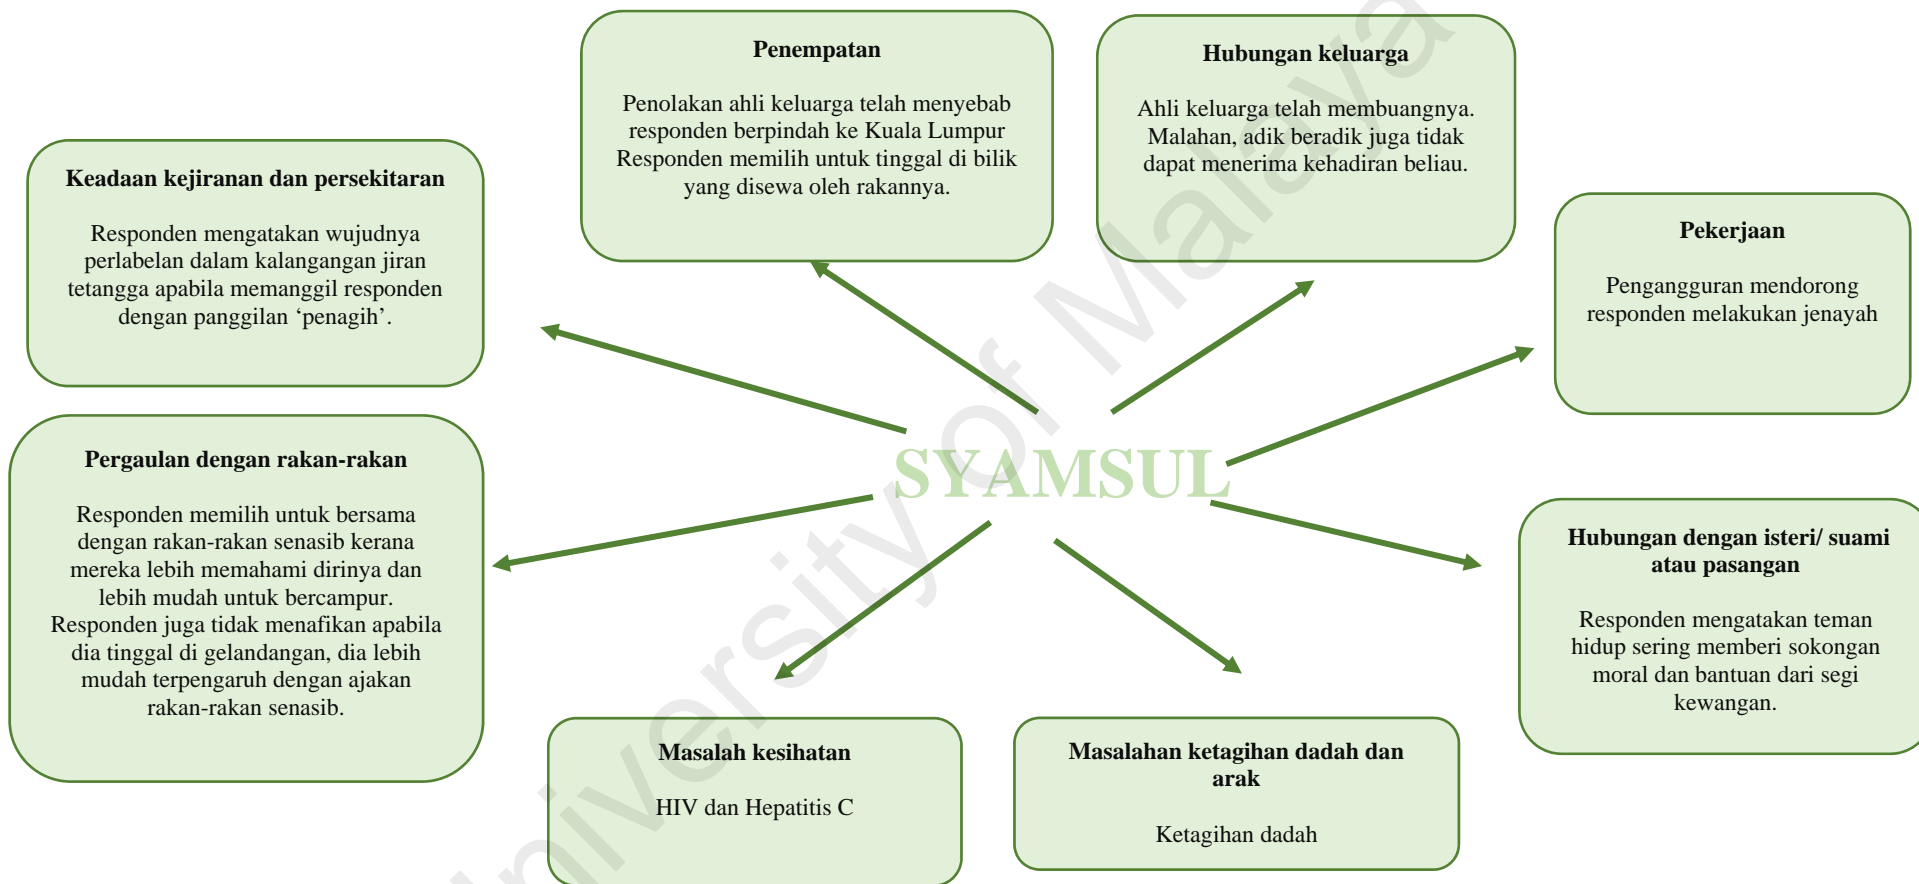 Penempatan
Penolakan ahli keluarga telah menyebab
responden berpindah ke Kuala Lumpur
Responden memilih untuk tinggal di bilik
yang disewa oleh rakannya.
Hubungan keluarga
Ahli keluarga telah membuangnya.
Malahan, adik beradik juga tidak
dapat menerima kehadiran beliau.
Keadaan kejiranan dan persekitaran
Responden mengatakan wujudnya
perlabelan dalam kalangangan jiran
tetangga apabila memanggil responden
dengan panggilan ‘penagih’.
Pekerjaan
Pengangguran mendorong
responden melakukan jenayah
Pergaulan dengan rakan-rakan
Responden memilih untuk bersama
dengan rakan-rakan senasib kerana
mereka lebih memahami dirinya dan
lebih mudah untuk bercampur.
Responden juga tidak menafikan apabila
dia tinggal di gelandangan, dia lebih
mudah terpengaruh dengan ajakan
rakan-rakan senasib.
SYAMSUL
Hubungan dengan isteri/ suami
atau pasangan
Responden mengatakan teman
hidup sering memberi sokongan
moral dan bantuan dari segi
kewangan.
Masalah kesihatan
HIV dan Hepatitis C
Masalahan ketagihan dadah dan
arak
Ketagihan dadah
University of Malaya